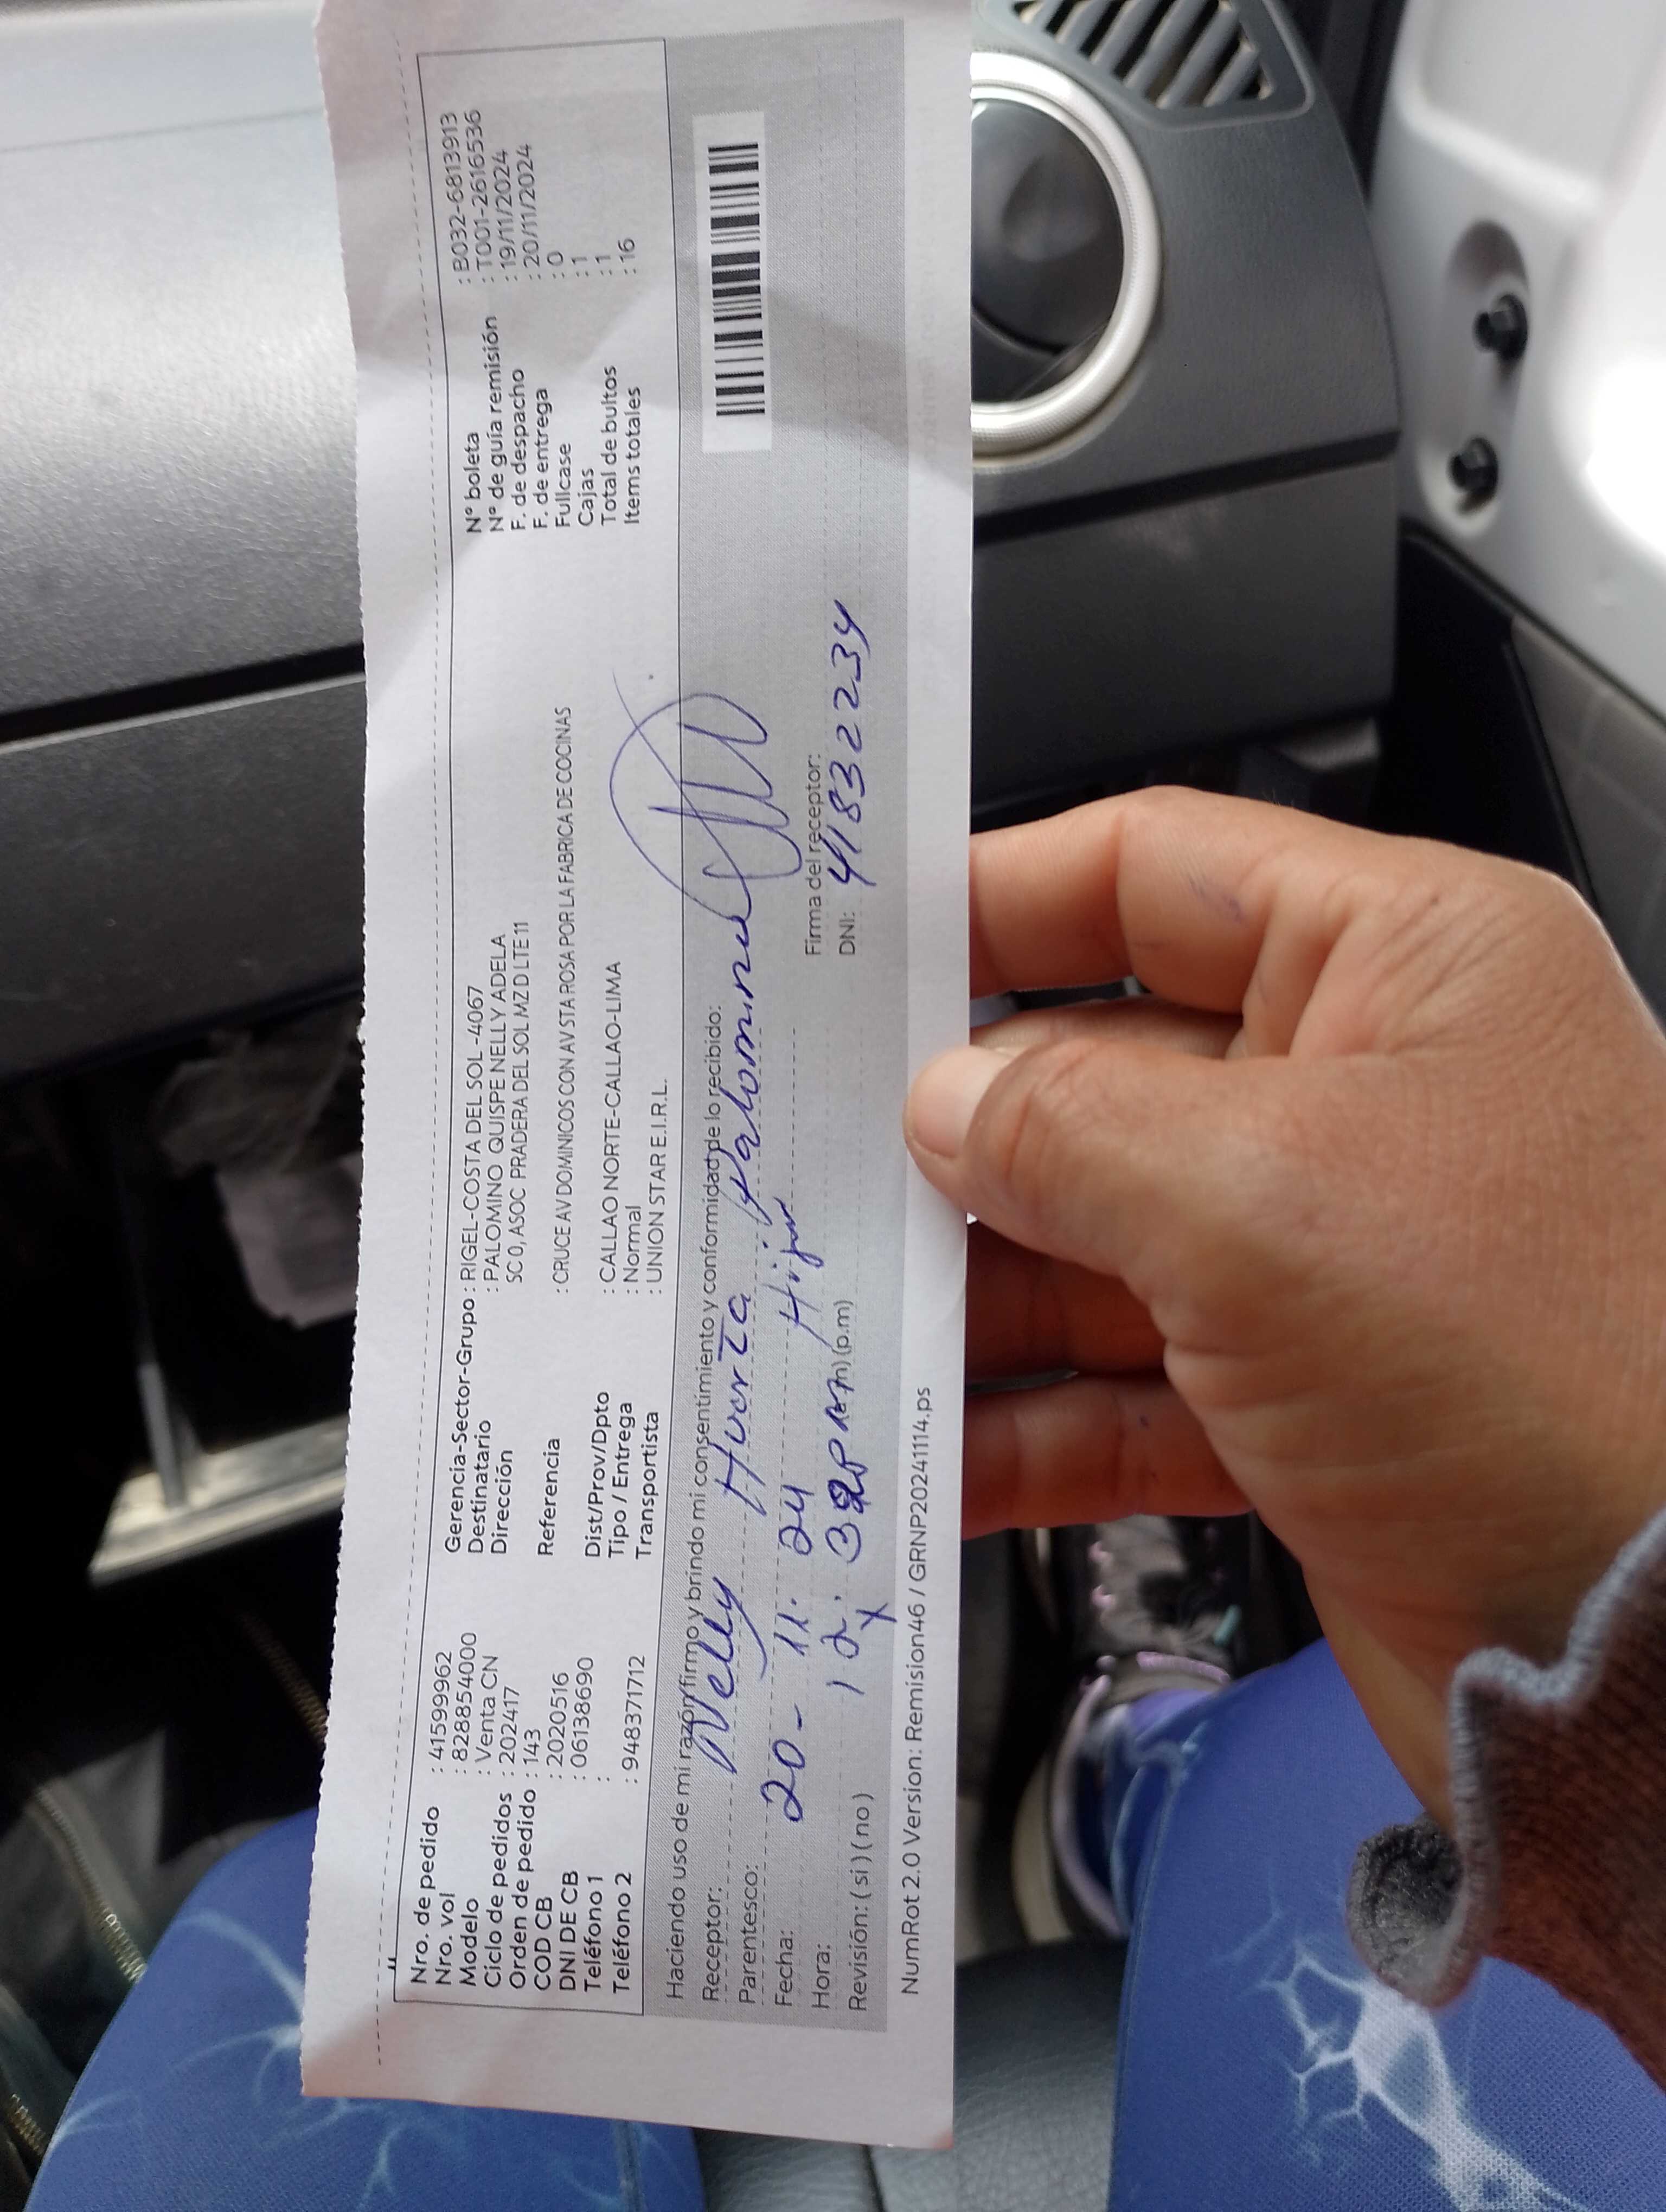 Nro. de pedido : 41599962
Nro. vol : 828854000
Modelo : Venta CN
Ciclo de pedidos : 202417
Orden de pedido : 143
COD CB : 2020516
DNI DE CB : 06138690
Teléfono 1 :
Teléfono 2 : 948371712
Gerencia-Sector-Grupo : RIGEL-COSTA DEL SOL-4067
Destinatario : PALOMINO QUISPE NELLY ADELA
Dirección SC 0, ASOC PRADERA DEL SOL MZ D LTE 11
Referencia : CRUCE AV DOMINICOS CON AV STA ROSA POR LA FABRICA DE COCINAS
Dist/Prov/Dpto : CALLAO NORTE-CALLAO-LIMA
Tipo / Entrega : Normal
Transportista : UNION STAR E.I.R.L.
N° boleta : B032-6813913
N° de guía remisión : T001-2616536
F. de despacho : 19/11/2024
F. de entrega : 20/11/2024
Fullcase : 0
Cajas : 1
Total de bultos : 1
Items totales : 16
Haciendo uso de mi razón firmo y brindo mi consentimiento y conformidad de lo recibido:
Receptor: Nelly Huorta Palomino
Parentesco: Hija
Fecha: 20 - 11. 24
Hora: 12. (p.m)
Revisión: ( si ) ( no ) x
Firma del receptor:
DNI: 41832234
NumRot 2.0 Version: Remision46 / GRNP20241114.ps